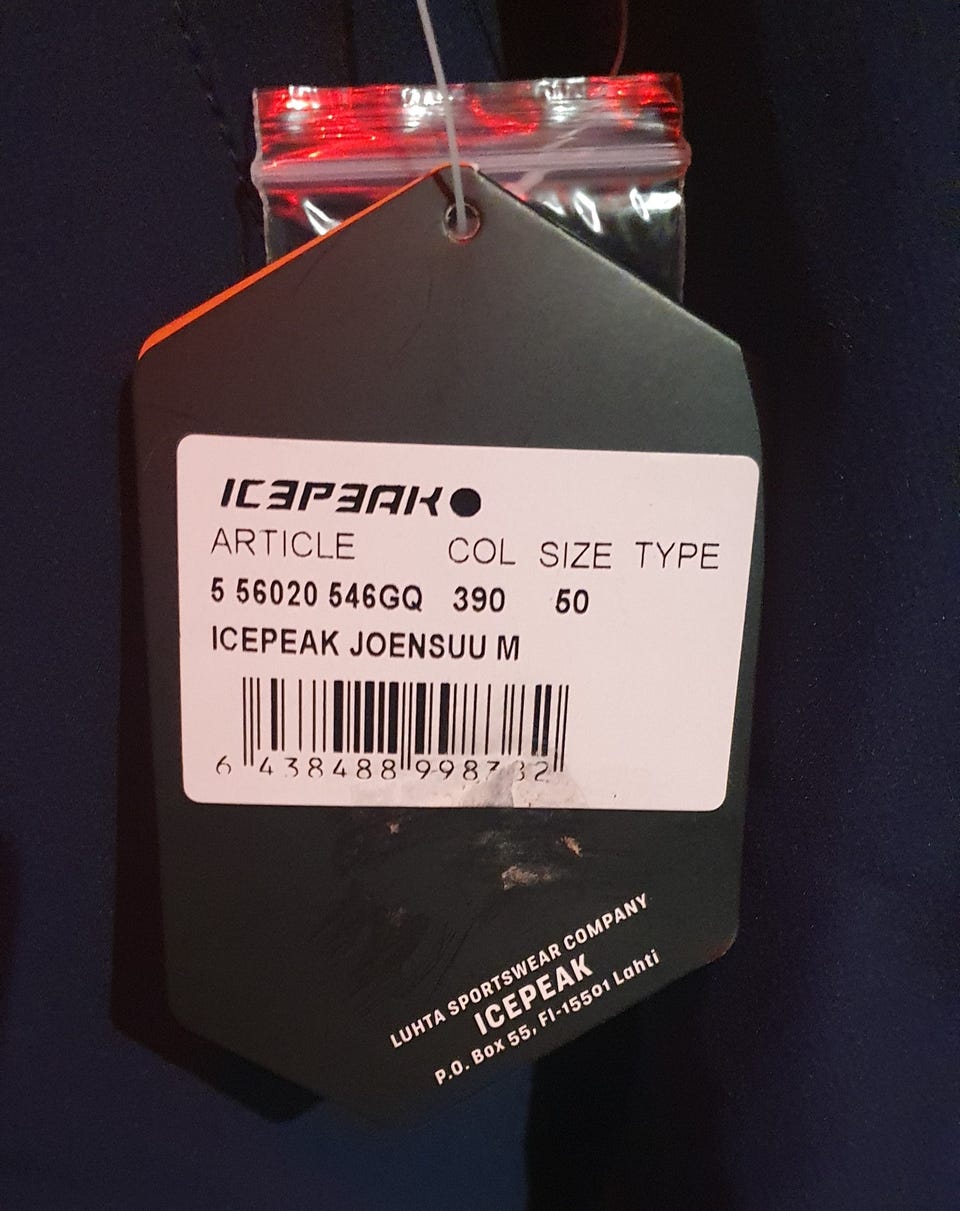 ICEPEAK
ARTICLE COL SIZE TYPE
5 56020 546GQ 390 50
ICEPEAK JOENSUU M
6 438488
LUHTA SPORTSWEAR COMPANY
ICEPEAK
P.O. Box 55, FI-15501 Lahti